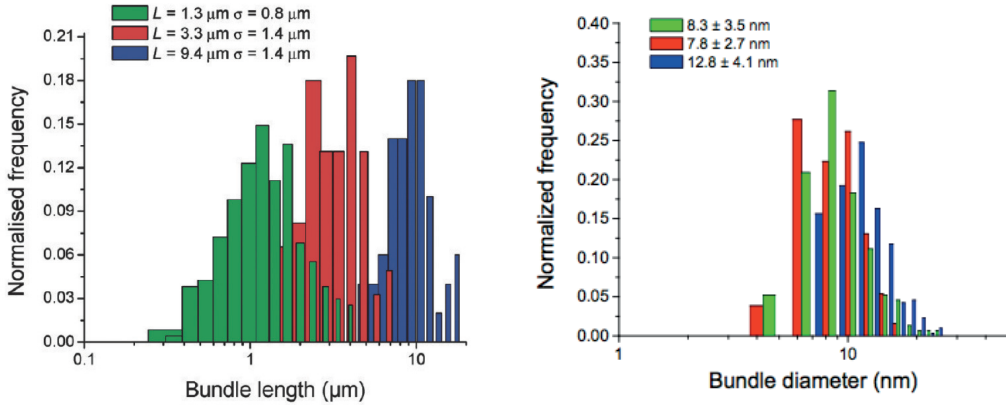 L = 1.3 μm σ = 0.8 μm
L = 3.3 μm σ = 1.4 μm
L = 9.4 μm σ = 1.4 μm
Normalised frequency
0.21
0.18
0.15
0.12
0.09
0.06
0.03
0.00
0.1
1
10
Bundle length (μm)
8.3 ± 3.5 nm
7.8 ± 2.7 nm
12.8 ± 4.1 nm
Normalized frequency
0.40
0.35
0.30
0.25
0.20
0.15
0.10
0.05
0.00
1
10
Bundle diameter (nm)